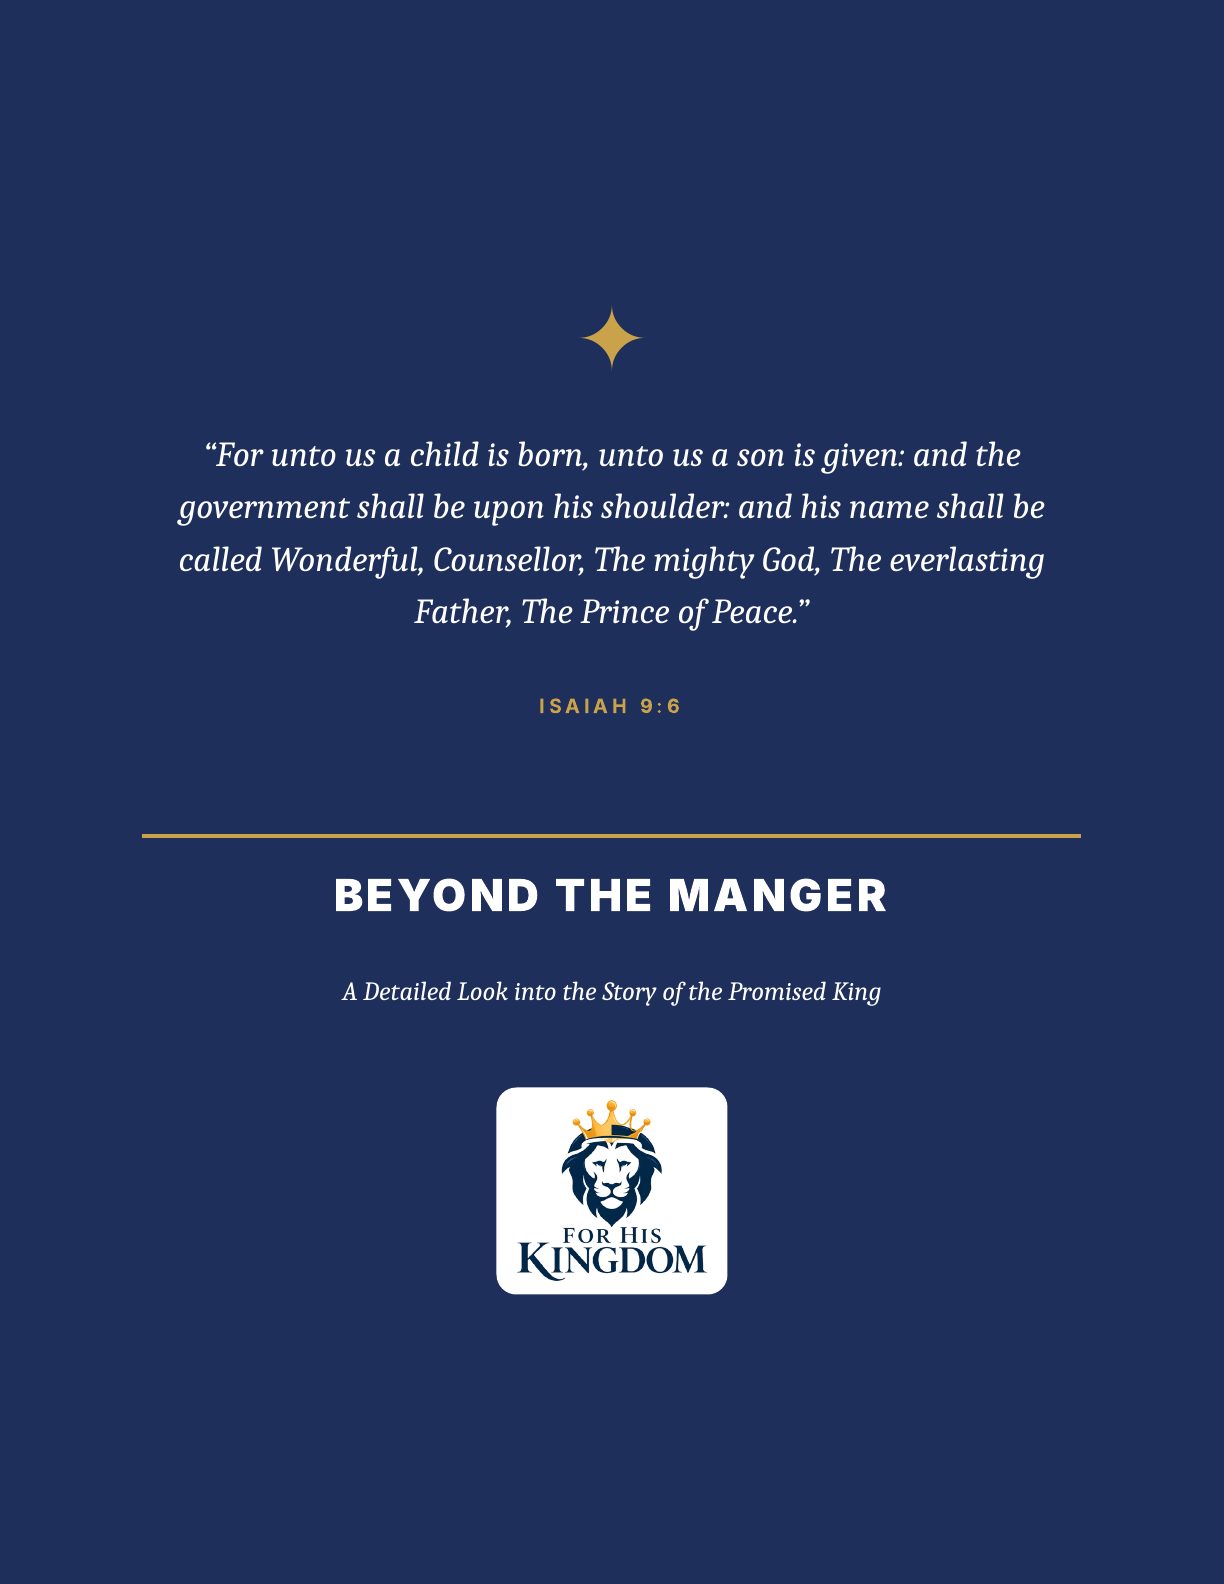 “For unto us a child is born, unto us a son is given: and the
government shall be upon his shoulder: and his name shall be
called Wonderful, Counsellor, The mighty God, The everlasting
Father, The Prince of Peace.”
ISAIAH 9:6
BEYOND THE MANGER
A Detailed Look into the Story of the Promised King
FOR HIS
KINGDOM